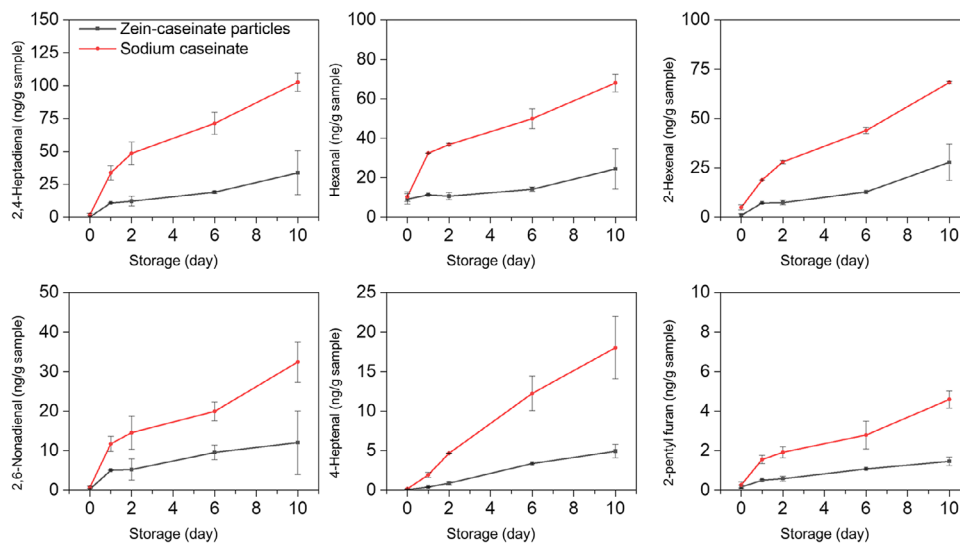 150
125
100
75
50
25
0
2,4-Heptadienal (ng/g sample)
Zein-caseinate particles
Sodium caseinate
0 2 4 6 8 10
Storage (day)
100
80
60
40
20
0
Hexanal (ng/g sample)
0 2 4 6 8 10
Storage (day)
100
75
50
25
0
2-Hexenal (ng/g sample)
0 2 4 6 8 10
Storage (day)
50
40
30
20
10
0
2,6-Nonadienal (ng/g sample)
0 2 4 6 8 10
Storage (day)
25
20
15
10
5
0
4-Heptenal (ng/g sample)
0 2 4 6 8 10
Storage (day)
6
4
2
0
2-pentyl furan (ng/g sample)
0 2 4 6 8 10
Storage (day)